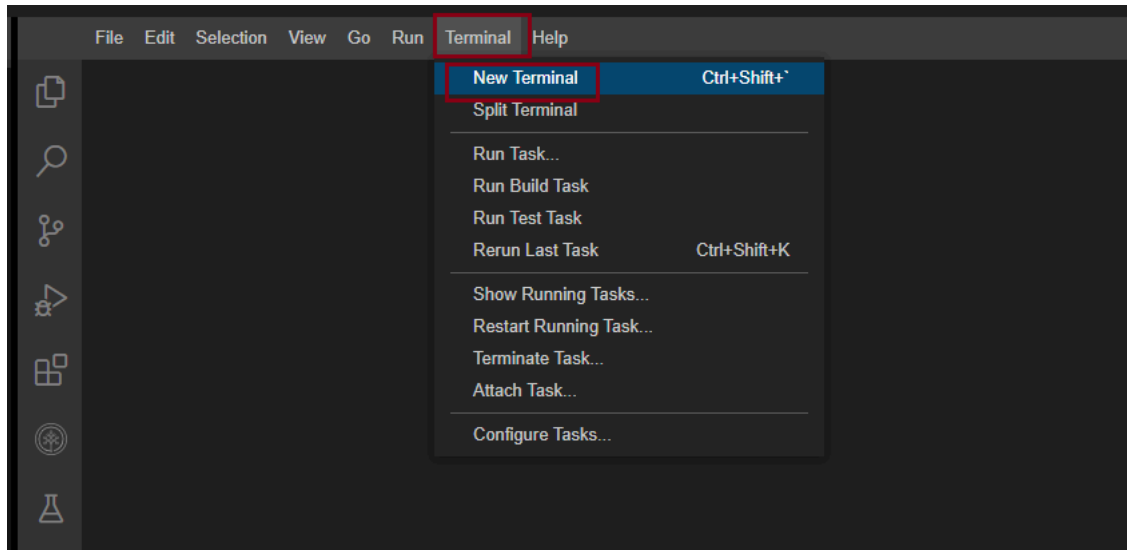 File Edit Selection View Go Run Terminal Help
New Terminal Ctrl+Shift+`
Split Terminal
Run Task...
Run Build Task
Run Test Task
Rerun Last Task Ctrl+Shift+K
Show Running Tasks...
Restart Running Task...
Terminate Task...
Attach Task...
Configure Tasks...